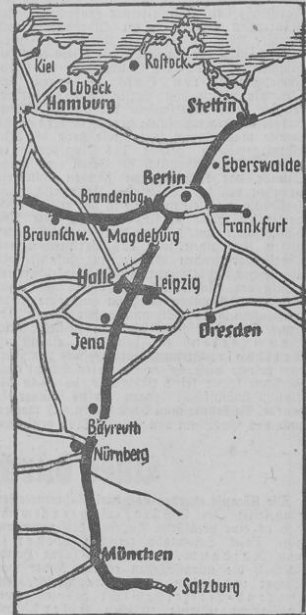 Kiel
Rostock
Lübeck
Hamburg
Stettin
Eberswalde
Berlin
Brandenbg.
Frankfurt
Braunschw.
Magdeburg
Halle
Leipzig
Dresden
Jena
Bayreuth
Nürnberg
München
Salzburg